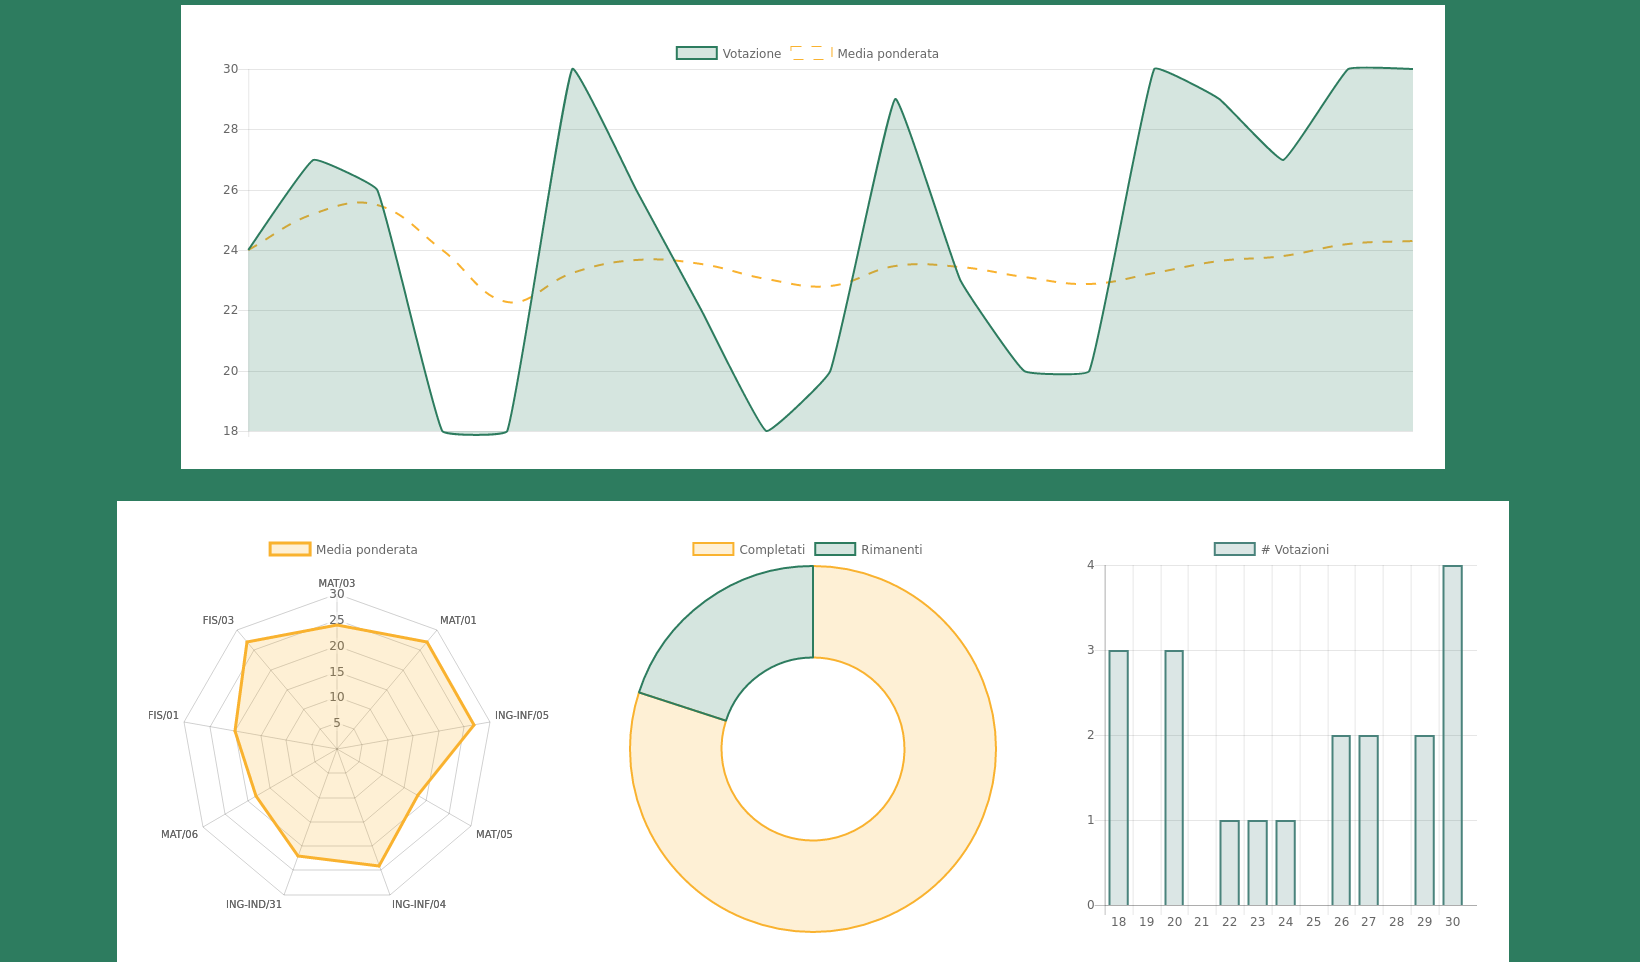 Votazione Media ponderata
30
28
26
24
22
20
18
Media ponderata
MAT/03
30
25
20
15
10
5
MAT/01
ING-INF/05
MAT/05
ING-INF/04
ING-IND/31
MAT/06
FIS/01
FIS/03
Completati Rimanenti
# Votazioni
4
3
2
1
0
18 19 20 21 22 23 24 25 26 27 28 29 30